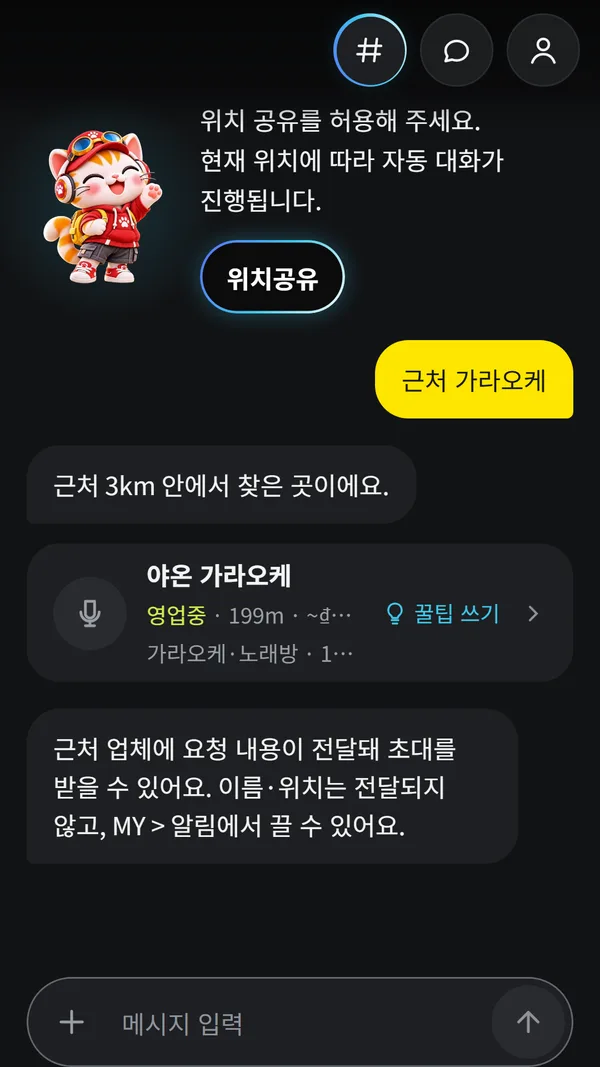 위치 공유를 허용해 주세요.
현재 위치에 따라 자동 대화가
진행됩니다.
위치공유
근처 가라오케
근처 3km 안에서 찾은 곳이에요.
야온 가라오케
영업중 · 199m · ~₫…
꿀팁 쓰기
가라오케·노래방 · 1…
근처 업체에 요청 내용이 전달돼 초대를
받을 수 있어요. 이름·위치는 전달되지
않고, MY > 알림에서 끌 수 있어요.
메시지 입력